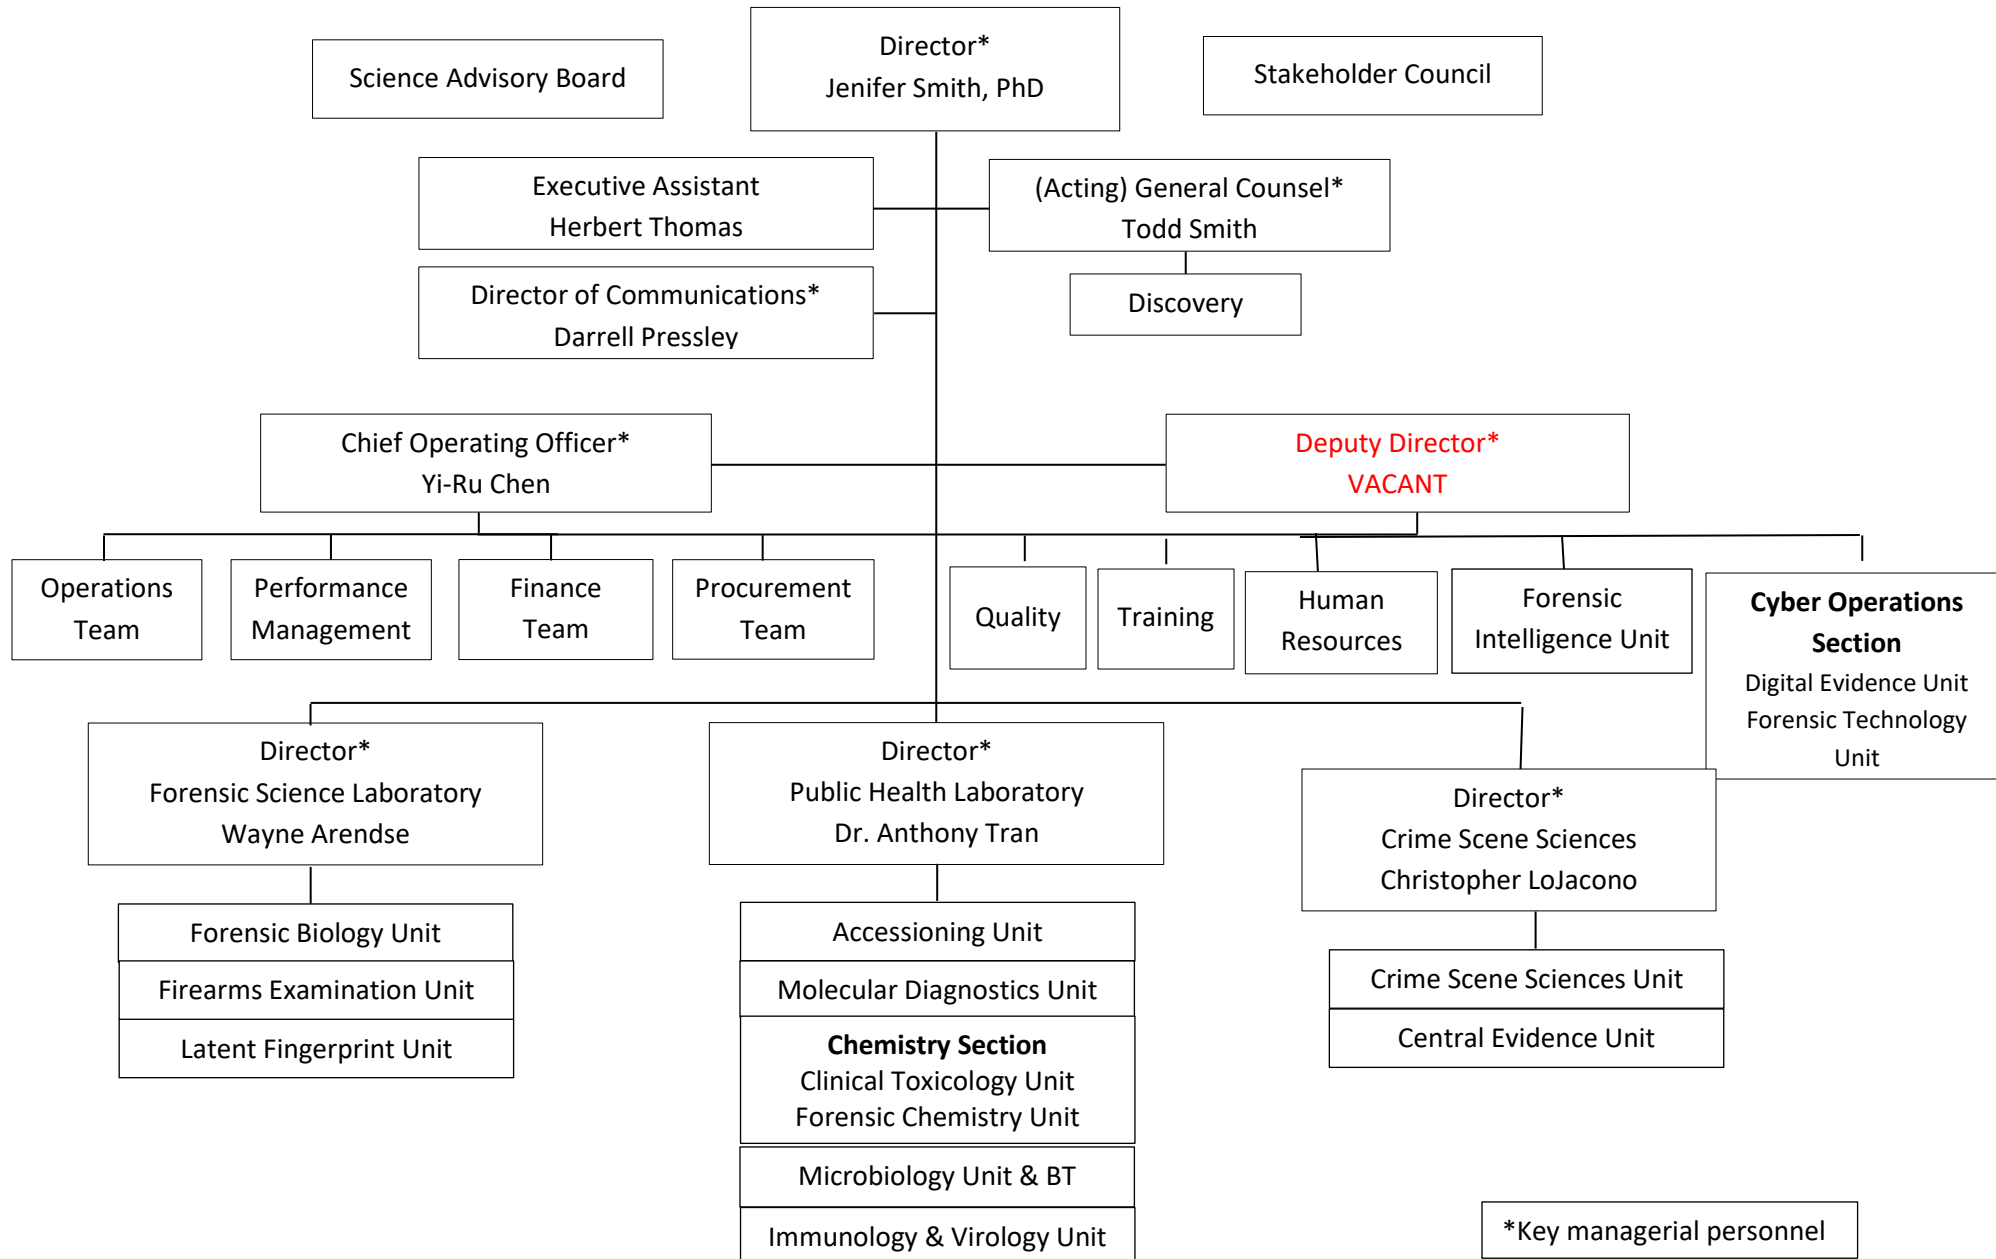 Science Advisory Board
Director*
Jenifer Smith, PhD
Stakeholder Council
Executive Assistant
Herbert Thomas
(Acting) General Counsel*
Todd Smith
Director of Communications*
Darrell Pressley
Discovery
Chief Operating Officer*
Yi-Ru Chen
Deputy Director*
VACANT
Operations
Team
Performance
Management
Finance
Team
Procurement
Team
Quality
Training
Human
Resources
Forensic
Intelligence Unit
Cyber Operations
Section
Digital Evidence Unit
Forensic Technology
Unit
Director*
Forensic Science Laboratory
Wayne Arendse
Director*
Public Health Laboratory
Dr. Anthony Tran
Director*
Crime Scene Sciences
Christopher LoJacono
Forensic Biology Unit
Firearms Examination Unit
Latent Fingerprint Unit
Accessioning Unit
Molecular Diagnostics Unit
Chemistry Section
Clinical Toxicology Unit
Forensic Chemistry Unit
Microbiology Unit & BT
Immunology & Virology Unit
Crime Scene Sciences Unit
Central Evidence Unit
*Key managerial personnel